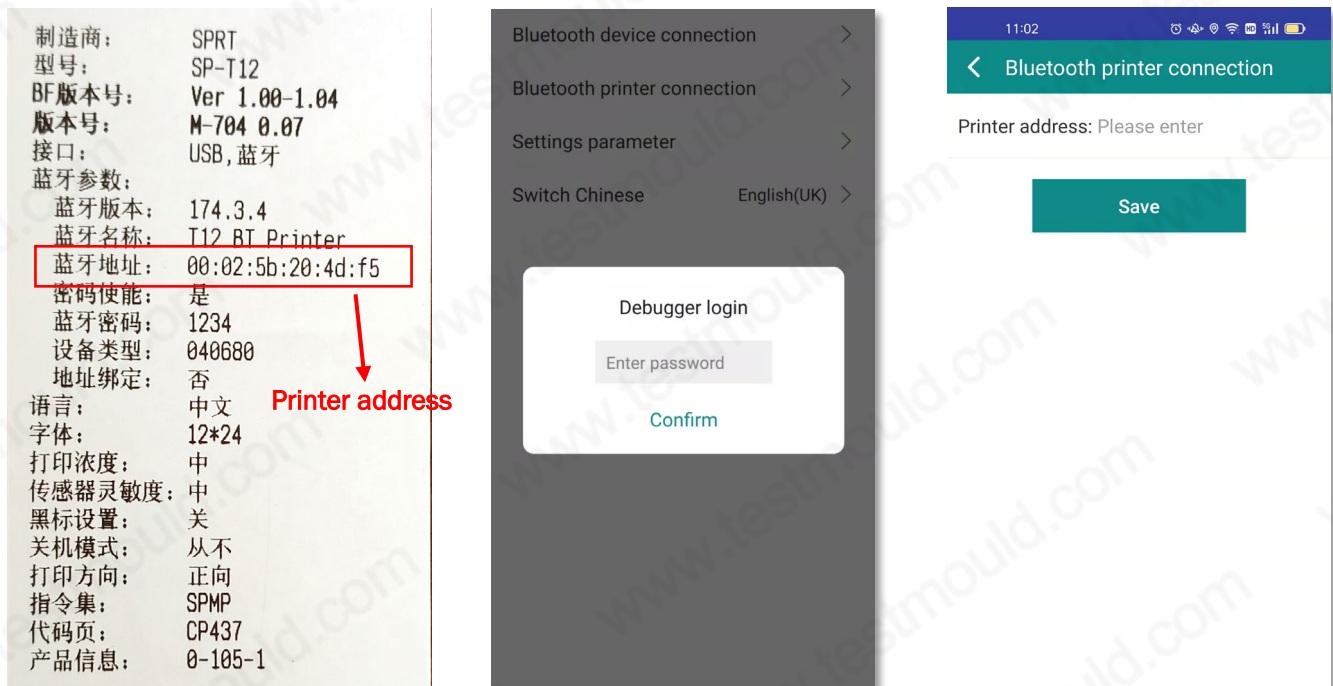 制造商: SPRT
型号: SP-T12
BF版本号: Ver 1.00-1.04
版本号: M-704 0.07
接口: USB,蓝牙
蓝牙参数:
蓝牙版本: 174.3.4
蓝牙名称: T12 BT Printer
蓝牙地址: 00:02:5b:20:4d:f5
密码使能: 是
蓝牙密码: 1234
设备类型: 040680
地址绑定: 否
Printer address
语言: 中文
字体: 12*24
打印浓度: 中
传感器灵敏度: 中
黑标设置: 关
关机模式: 从不
打印方向: 正向
指令集: SPMP
代码页: CP437
产品信息: 0-105-1
Bluetooth device connection
Bluetooth printer connection
Settings parameter
Switch Chinese English(UK)
Debugger login
Enter password
Confirm
11:02
Bluetooth printer connection
Printer address: Please enter
Save
www.testmould.com